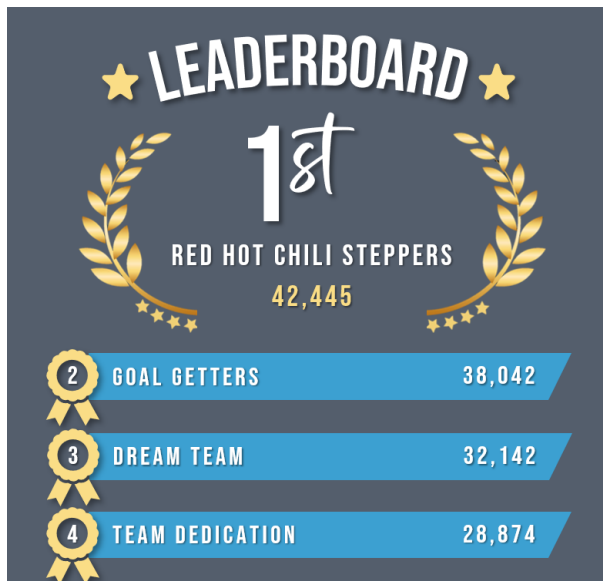 LEADERBOARD
1st
RED HOT CHILI STEPPERS
42,445
2 GOAL GETTERS 38,042
3 DREAM TEAM 32,142
4 TEAM DEDICATION 28,874